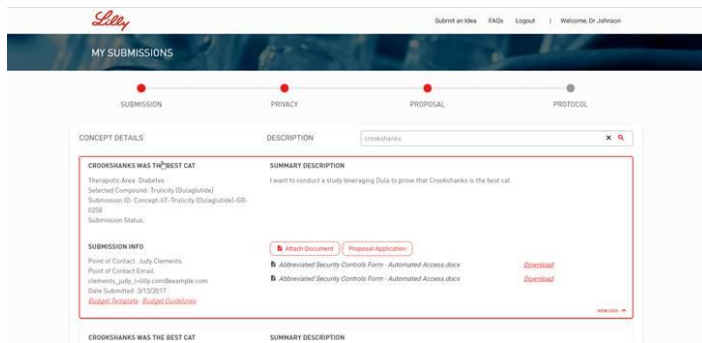 Lilly
Submit an Idea FAQs Logout | Welcome, Dr Johnson
MY SUBMISSIONS
SUBMISSION PRIVACY PROPOSAL PROTOCOL
CONCEPT DETAILS DESCRIPTION crookshanks
CROOKSHANKS WAS THE BEST CAT SUMMARY DESCRIPTION
Theraputic Area: Diabetes I want to conduct a study leveraging Dula to prove that Crookshanks is the best cat
Selected Compound: Trulicity (Dulaglutide)
Submission ID: Concept-IIT-Trulicity (Dulaglutide)-GB-
0258
Submission Status:
SUBMISSION INFO Attach Document Proposal Application
Point of Contact: Judy Clements Abbreviated Security Controls Form - Automated Access.docx Download
Point of Contact Email: Abbreviated Security Controls Form - Automated Access.docx Download
clements_judy_l=lilly.com@example.com
Date Submitted: 3/13/2017
Budget Template Budget Guidelines
VIEW LESS
CROOKSHANKS WAS THE BEST CAT SUMMARY DESCRIPTION